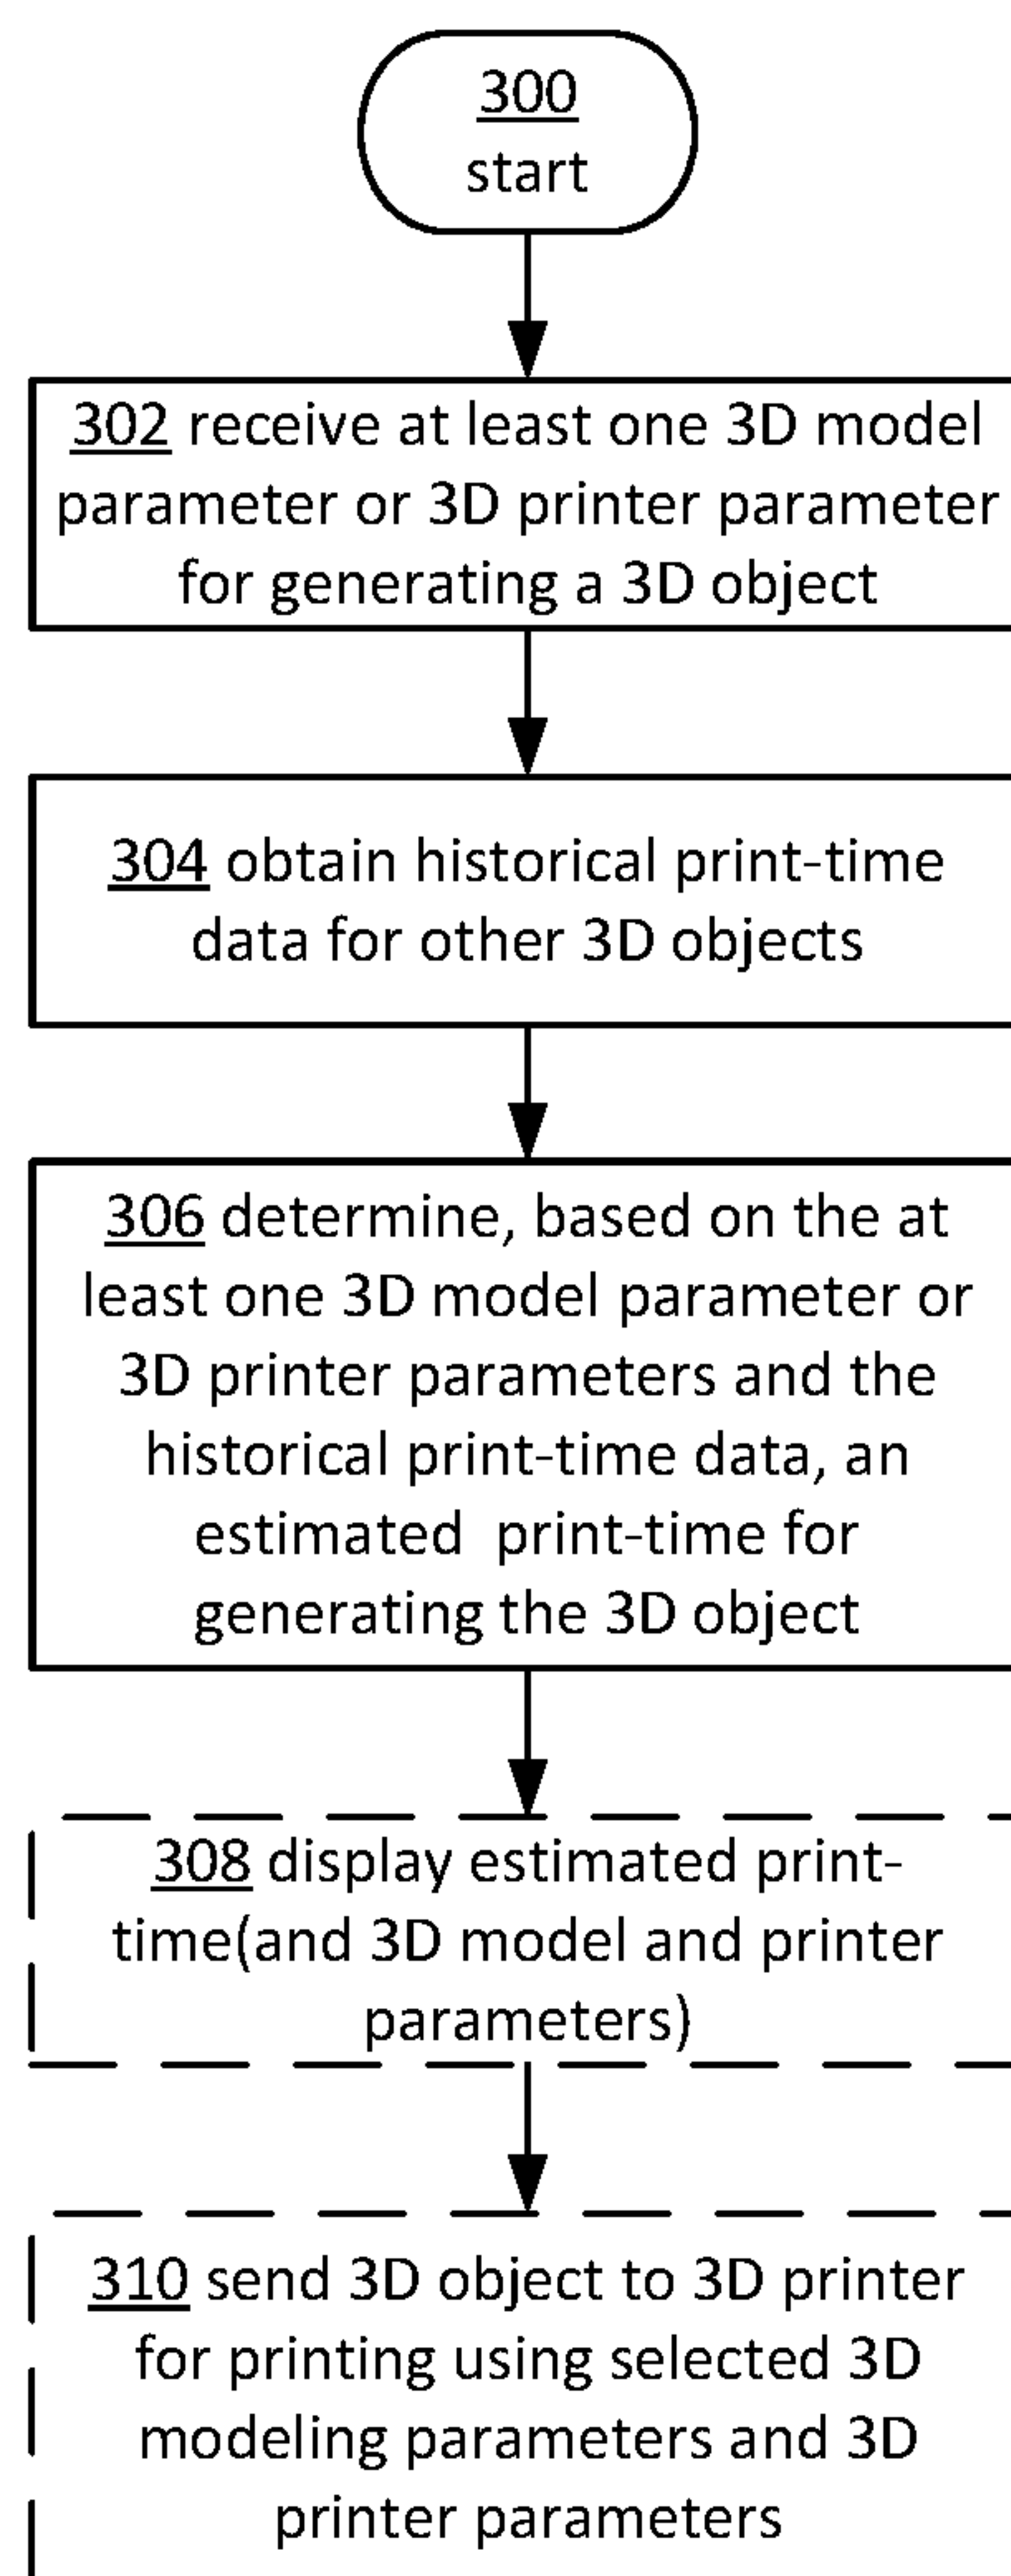 300
start
302 receive at least one 3D model
parameter or 3D printer parameter
for generating a 3D object
304 obtain historical print-time
data for other 3D objects
306 determine, based on the at
least one 3D model parameter or
3D printer parameters and the
historical print-time data, an
estimated  print-time for
generating the 3D object
308 display estimated print-
time(and 3D model and printer
parameters)
310 send 3D object to 3D printer
for printing using selected 3D
modeling parameters and 3D
printer parameters